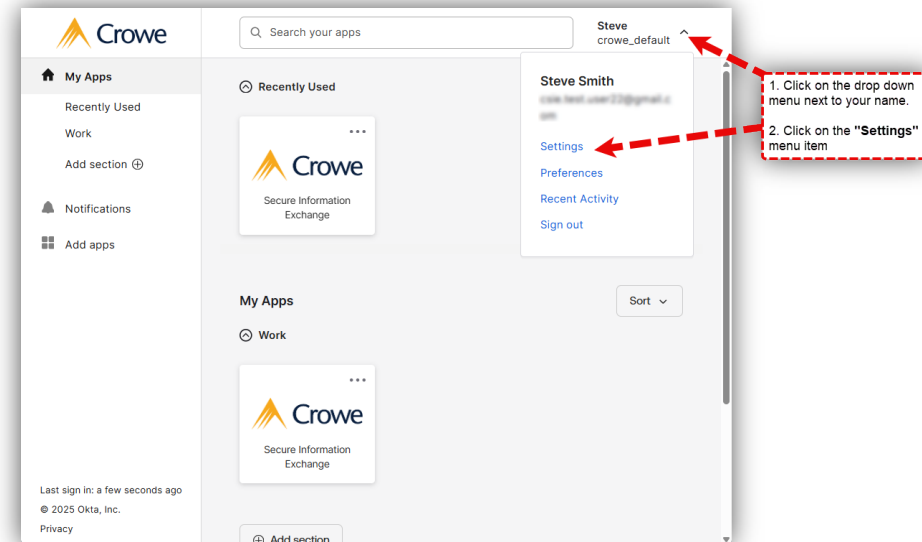 Crowe
Search your apps
Steve
crowe_default
My Apps
Recently Used
Work
Add section
Notifications
Add apps
Last sign in: a few seconds ago
© 2025 Okta, Inc.
Privacy
Recently Used
Crowe
Secure Information
Exchange
Steve Smith
Settings
Preferences
Recent Activity
Sign out
My Apps
Sort
Work
Crowe
Secure Information
Exchange
Add section
1. Click on the drop down
menu next to your name.
2. Click on the "Settings"
menu item